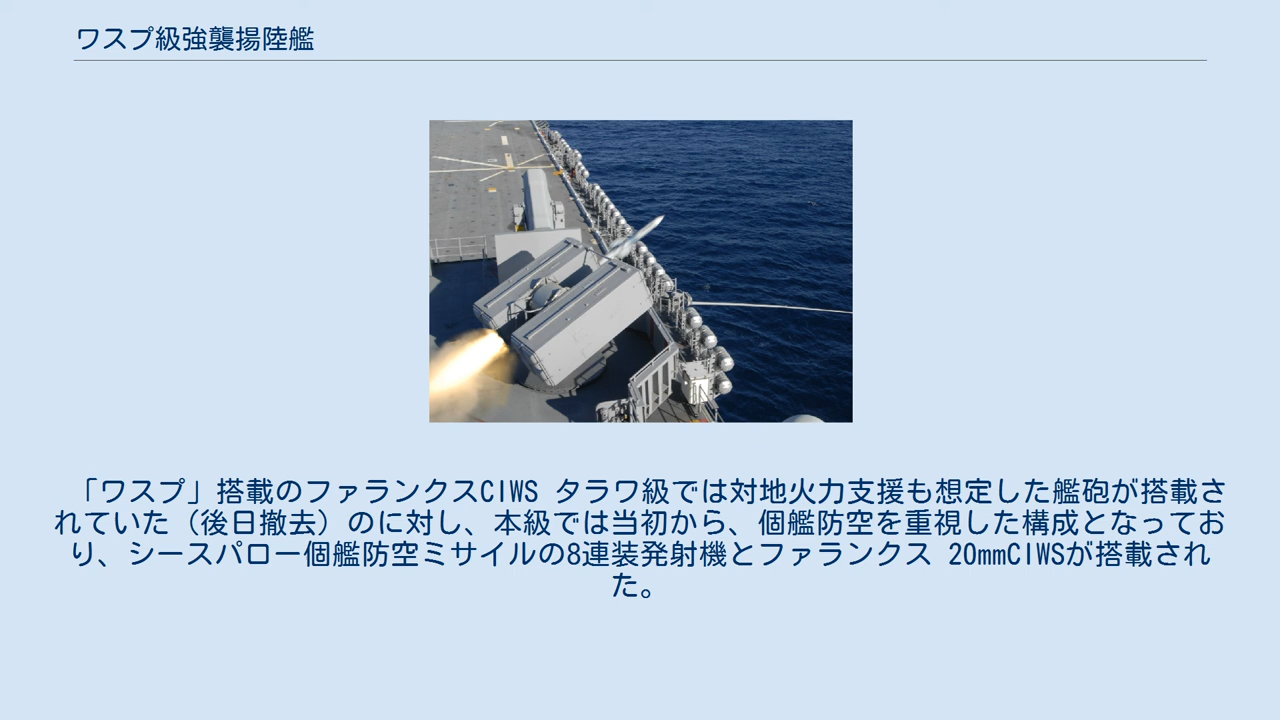 ワスプ級強襲揚陸艦
「ワスプ」搭載のファランクスCIWS タラワ級では対地火力支援も想定した艦砲が搭載さ
れていた（後日撤去）のに対し、本級では当初から、個艦防空を重視した構成となってお
り、シースパロー個艦防空ミサイルの8連装発射機とファランクス 20mmCIWSが搭載され
た。